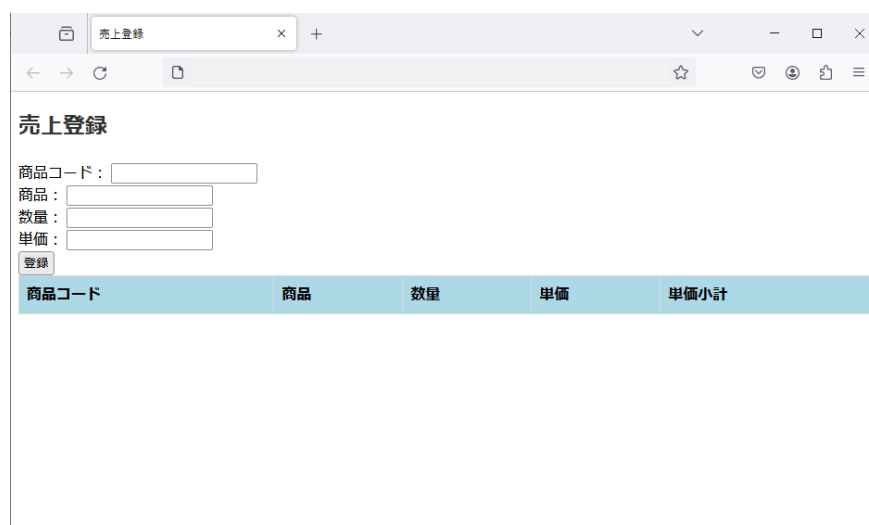 売上登録
売上登録
商品コード：
商品：
数量：
単価：
登録
商品コード 商品 数量 単価 単価小計